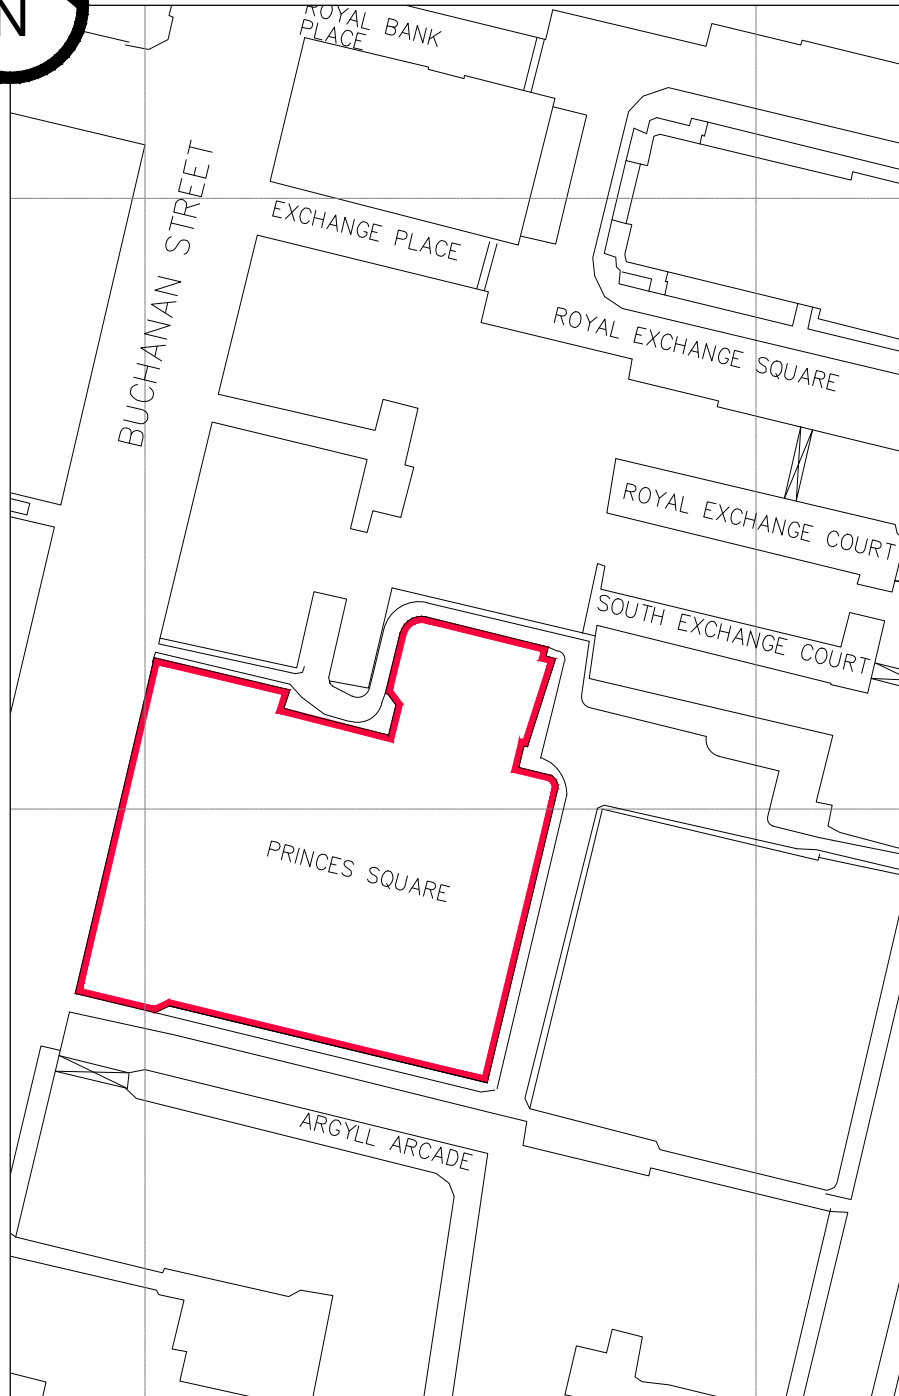 N
ROYAL BANK
PLACE
BUCHANAN STREET
EXCHANGE PLACE
ROYAL EXCHANGE SQUARE
ROYAL EXCHANGE COURT
SOUTH EXCHANGE COURT
PRINCES SQUARE
ARGYLL ARCADE